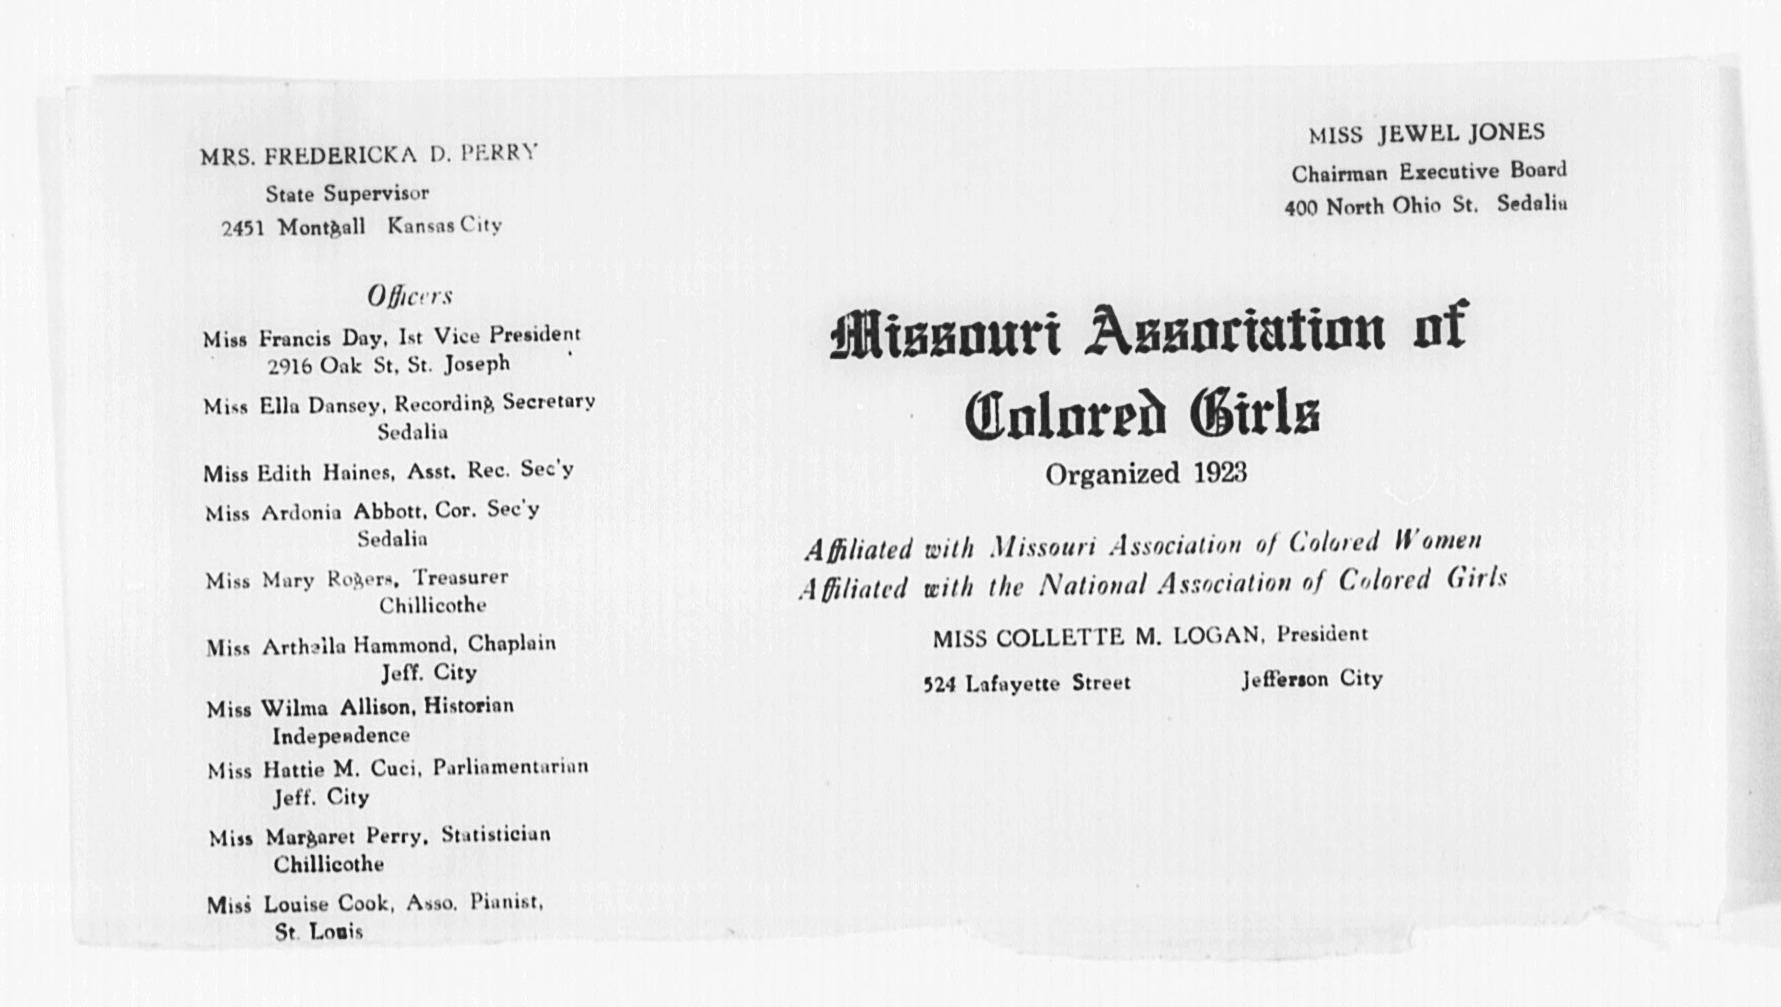 MRS. FREDERICKA D. PERRY
State Supervisor
2451 Montgall Kansas City
MISS JEWEL JONES
Chairman Executive Board
400 North Ohio St. Sedalia
Officers
Miss Francis Day, Ist Vice President
2916 Oak St, St. Joseph
Miss Ella Dansey, Recording Secretary
Sedalia
Miss Edith Haines, Asst. Rec. Sec'y
Miss Ardonia Abbott, Cor. Sec'y
Sedalia
Miss Mary Rogers, Treasurer
Chillicothe
Miss Arthella Hammond, Chaplain
Jeff. City
Miss Wilma Allison, Historian
Independence
Miss Hattie M. Cuci, Parliamentarian
Jeff. City
Miss Margaret Perry, Statistician
Chillicothe
Miss Louise Cook, Asso. Pianist,
St. Louis
Missouri Association of
Colored Girls
Organized 1923
Affiliated with Missouri Association of Colored Women
Affiliated with the National Association of Colored Girls
MISS COLLETTE M. LOGAN, President
524 Lafayette Street Jefferson City